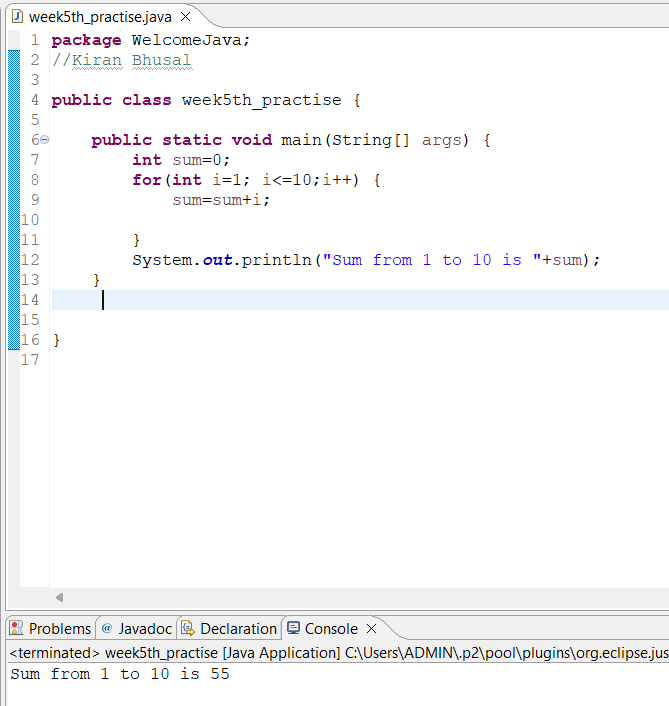 week5th_practise.java
1 package WelcomeJava;
2 //Kiran Bhusal
3
4 public class week5th_practise {
5
6     public static void main(String[] args) {
7         int sum=0;
8         for(int i=1; i<=10;i++) {
9             sum=sum+i;
10
11         }
12         System.out.println("Sum from 1 to 10 is "+sum);
13     }
14
15
16 }
17
Problems @ Javadoc Declaration Console
<terminated> week5th_practise [Java Application] C:\Users\ADMIN\.p2\pool\plugins\org.eclipse.jus
Sum from 1 to 10 is 55